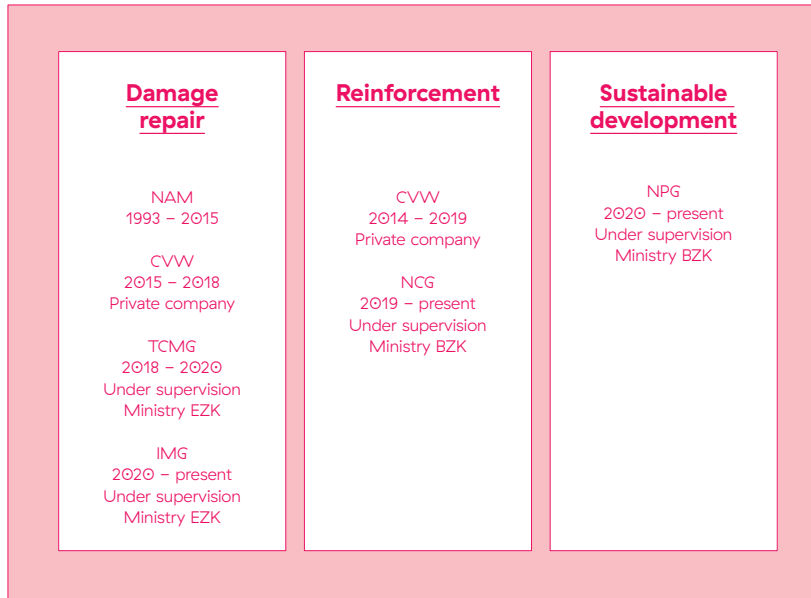 Damage
repair
NAM
1993 – 2015
CVW
2015 – 2018
Private company
TCMG
2018 – 2020
Under supervision
Ministry EZK
IMG
2020 – present
Under supervision
Ministry EZK
Reinforcement
CVW
2014 – 2019
Private company
NCG
2019 – present
Under supervision
Ministry BZK
Sustainable
development
NPG
2020 – present
Under supervision
Ministry BZK